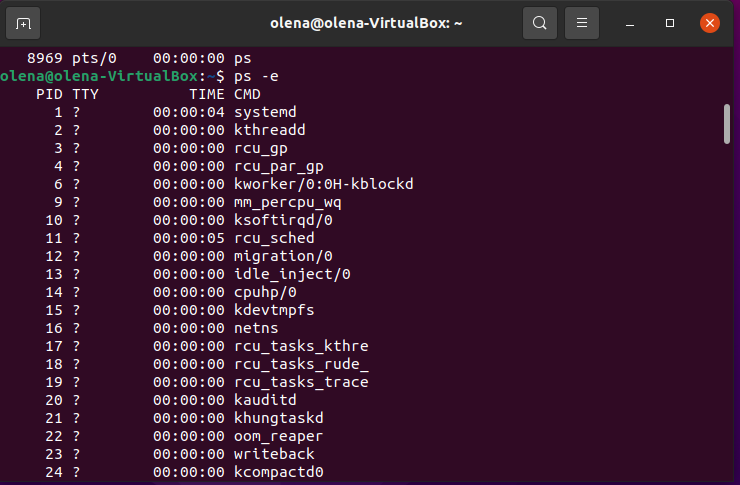 olena@olena-VirtualBox: ~
8969 pts/0    00:00:00 ps
olena@olena-VirtualBox:~$ ps -e
    PID TTY          TIME CMD
      1 ?        00:00:04 systemd
      2 ?        00:00:00 kthreadd
      3 ?        00:00:00 rcu_gp
      4 ?        00:00:00 rcu_par_gp
      6 ?        00:00:00 kworker/0:0H-kblockd
      9 ?        00:00:00 mm_percpu_wq
     10 ?        00:00:00 ksoftirqd/0
     11 ?        00:00:05 rcu_sched
     12 ?        00:00:00 migration/0
     13 ?        00:00:00 idle_inject/0
     14 ?        00:00:00 cpuhp/0
     15 ?        00:00:00 kdevtmpfs
     16 ?        00:00:00 netns
     17 ?        00:00:00 rcu_tasks_kthre
     18 ?        00:00:00 rcu_tasks_rude_
     19 ?        00:00:00 rcu_tasks_trace
     20 ?        00:00:00 kauditd
     21 ?        00:00:00 khungtaskd
     22 ?        00:00:00 oom_reaper
     23 ?        00:00:00 writeback
     24 ?        00:00:00 kcompactd0